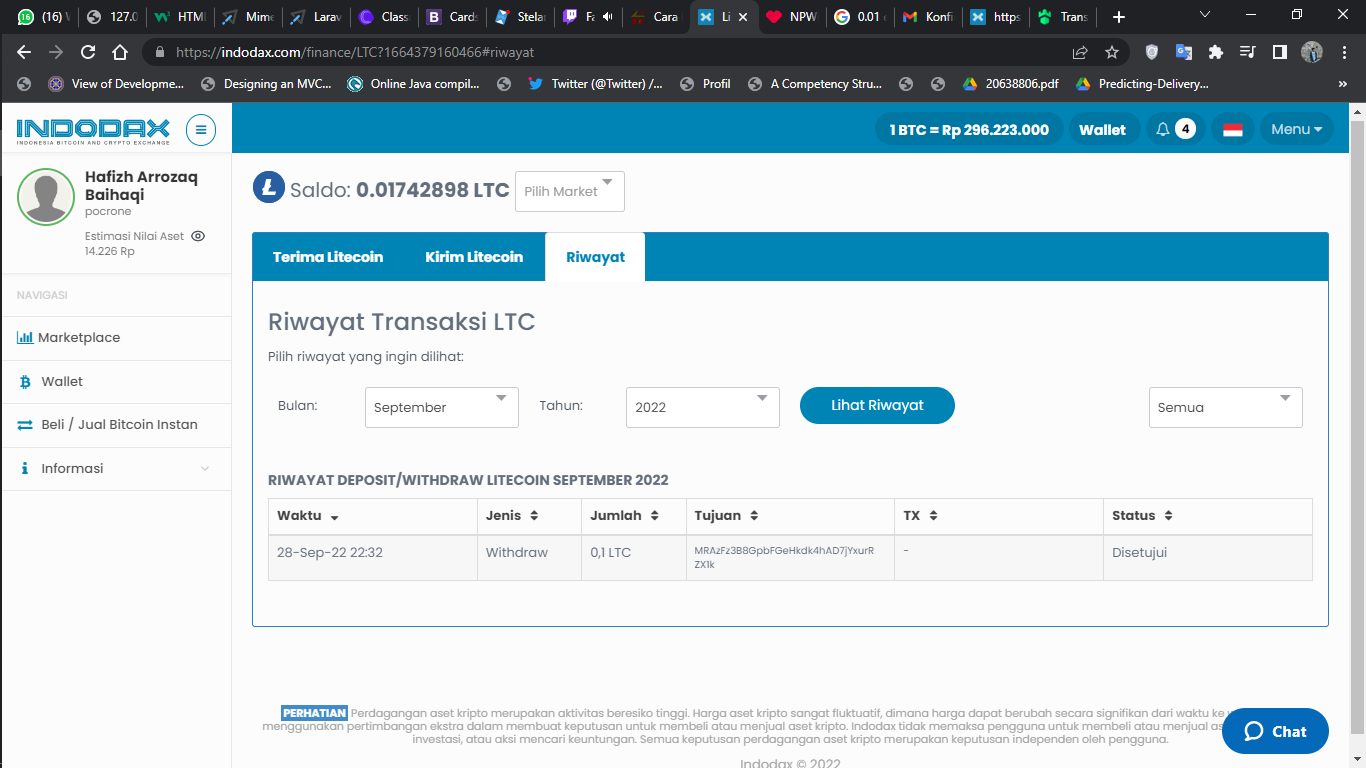 (16) W
127.0
HTML
Mime
Larav
Class
Cards
Stelar
Fa
Cara
Li
NPW
0.01
Konfi
https
Trans
https://indodax.com/finance/LTC?1664379160466#riwayat
View of Developme...
Designing an MVC...
Online Java compil...
Twitter (@Twitter) /...
Profil
A Competency Stru...
20638806.pdf
Predicting-Delivery...
»
INDODAX
INDONESIA BITCOIN AND CRYPTO EXCHANGE
1 BTC = Rp 296.223.000
Wallet
4
Menu
Hafizh Arrozaq
Baihaqi
pocrone
Estimasi Nilai Aset
14.226 Rp
NAVIGASI
Marketplace
Wallet
Beli / Jual Bitcoin Instan
Informasi
Saldo: 0.01742898 LTC
Pilih Market
Terima Litecoin
Kirim Litecoin
Riwayat
Riwayat Transaksi LTC
Pilih riwayat yang ingin dilihat:
Bulan:
September
Tahun:
2022
Lihat Riwayat
Semua
RIWAYAT DEPOSIT/WITHDRAW LITECOIN SEPTEMBER 2022
Waktu Jenis Jumlah Tujuan TX Status
28-Sep-22 22:32 Withdraw 0,1 LTC MRAzFz3B8GpbFGeHkdk4hAD7jYxurR - Disetujui
ZX1k
PERHATIAN Perdagangan aset kripto merupakan aktivitas beresiko tinggi. Harga aset kripto sangat fluktuatif, dimana harga dapat berubah secara signifikan dari waktu ke
menggunakan pertimbangan ekstra dalam membuat keputusan untuk membeli atau menjual aset kripto. Indodax tidak memaksa pengguna untuk membeli atau menjual
investasi, atau aksi mencari keuntungan. Semua keputusan perdagangan aset kripto merupakan keputusan independen oleh pengguna.
Indodax © 2022
Chat